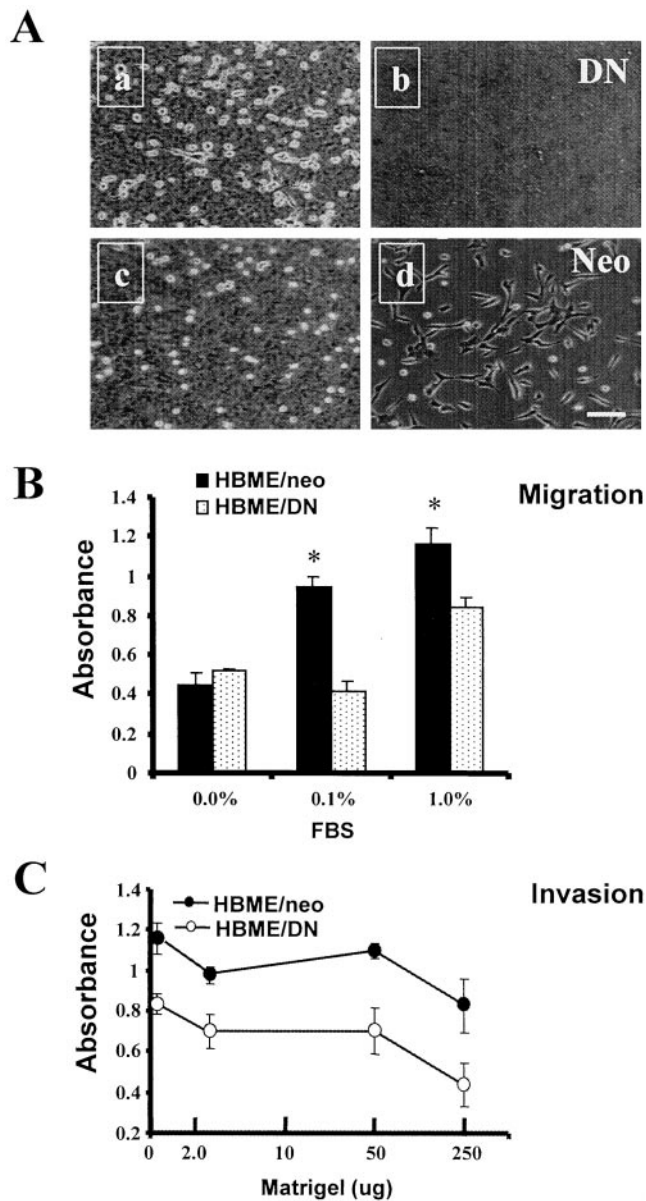 A
a
b
DN
c
d
Neo
B
HBME/neo
HBME/DN
Migration
*
*
1.4
1.2
1
0.8
0.6
0.4
0.2
0
Absorbance
0.0%
0.1%
1.0%
FBS
C
HBME/neo
HBME/DN
Invasion
1.4
1.2
1
0.8
0.6
0.4
0.2
Absorbance
0
2.0
10
50
250
Matrigel (ug)